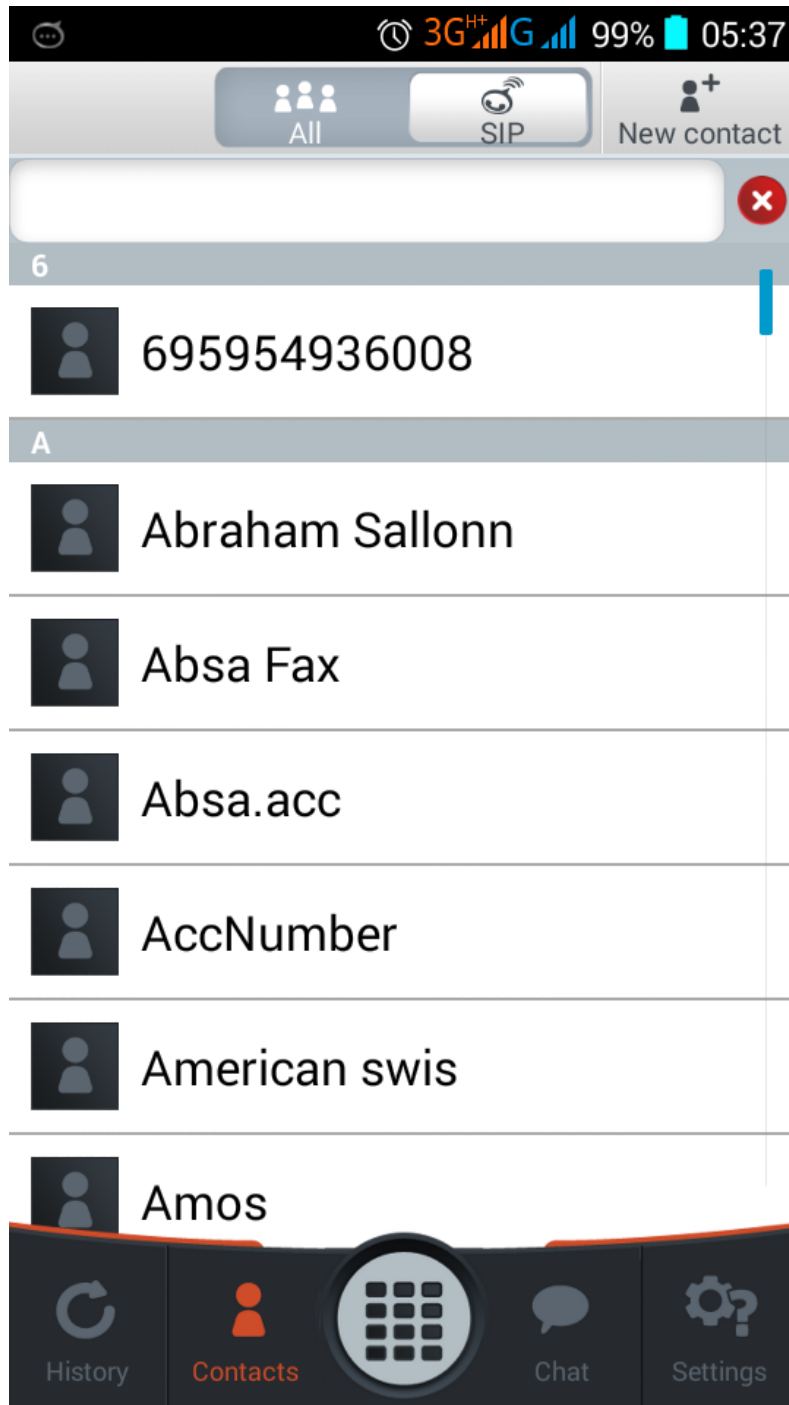 3G H+ G 99% 05:37
All SIP New contact
6
695954936008
A
Abraham Sallonn
Absa Fax
Absa.acc
AccNumber
American swis
Amos
History Contacts Chat Settings